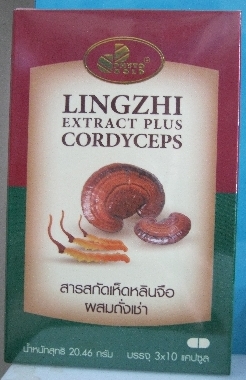 PHYTO
GOLD
LINGZHI
EXTRACT PLUS
CORDYCEPS
สารสกัดเห็ดหลินจือ
ผสมถั่งเช่า
น้ำหนักสุทธิ 20.46 กรัม บรรจุ 3x10 แคปซูล